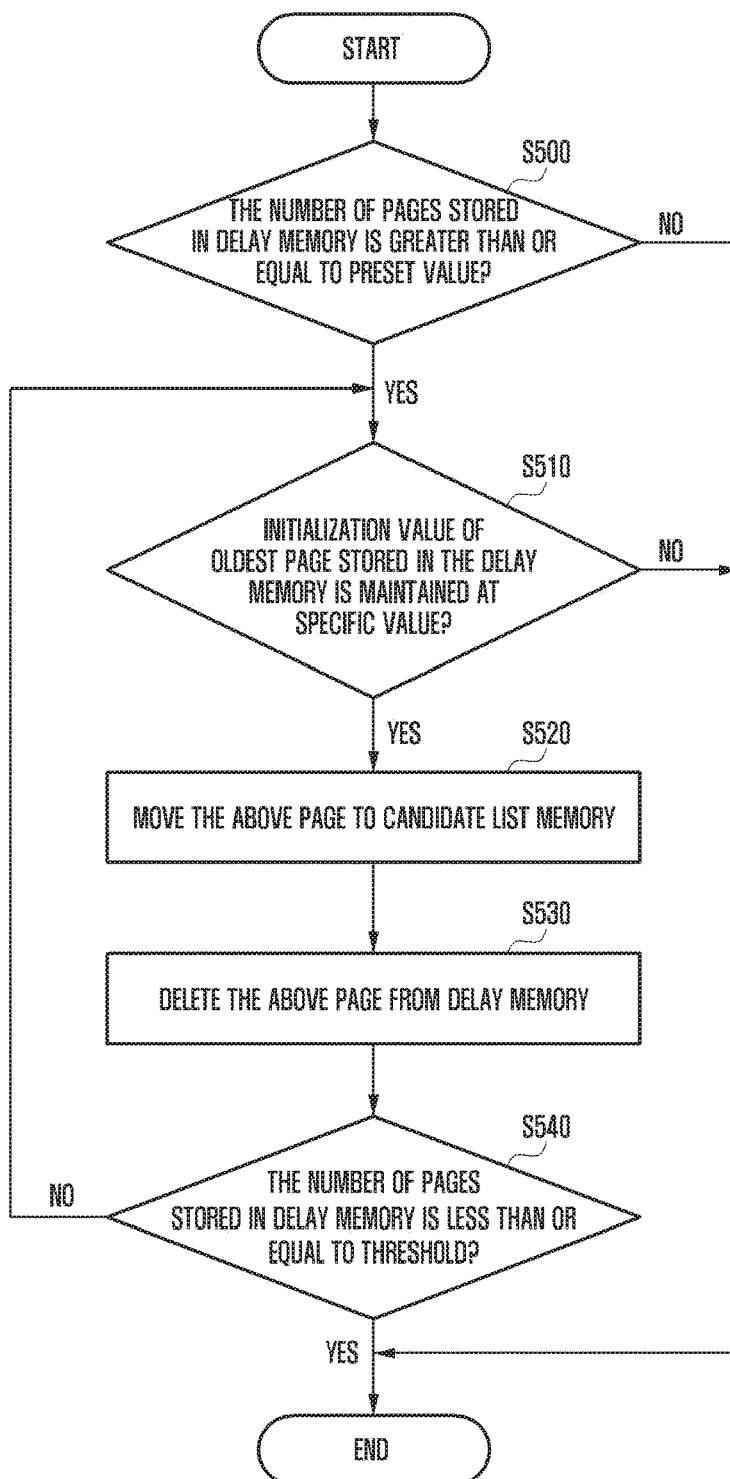 START
S500
THE NUMBER OF PAGES STORED
IN DELAY MEMORY IS GREATER THAN OR
EQUAL TO PRESET VALUE?
NO
YES
S510
INITIALIZATION VALUE OF
OLDEST PAGE STORED IN THE DELAY
MEMORY IS MAINTAINED AT
SPECIFIC VALUE?
NO
YES
S520
MOVE THE ABOVE PAGE TO CANDIDATE LIST MEMORY
S530
DELETE THE ABOVE PAGE FROM DELAY MEMORY
S540
THE NUMBER OF PAGES
STORED IN DELAY MEMORY IS LESS THAN OR
EQUAL TO THRESHOLD?
NO
YES
END